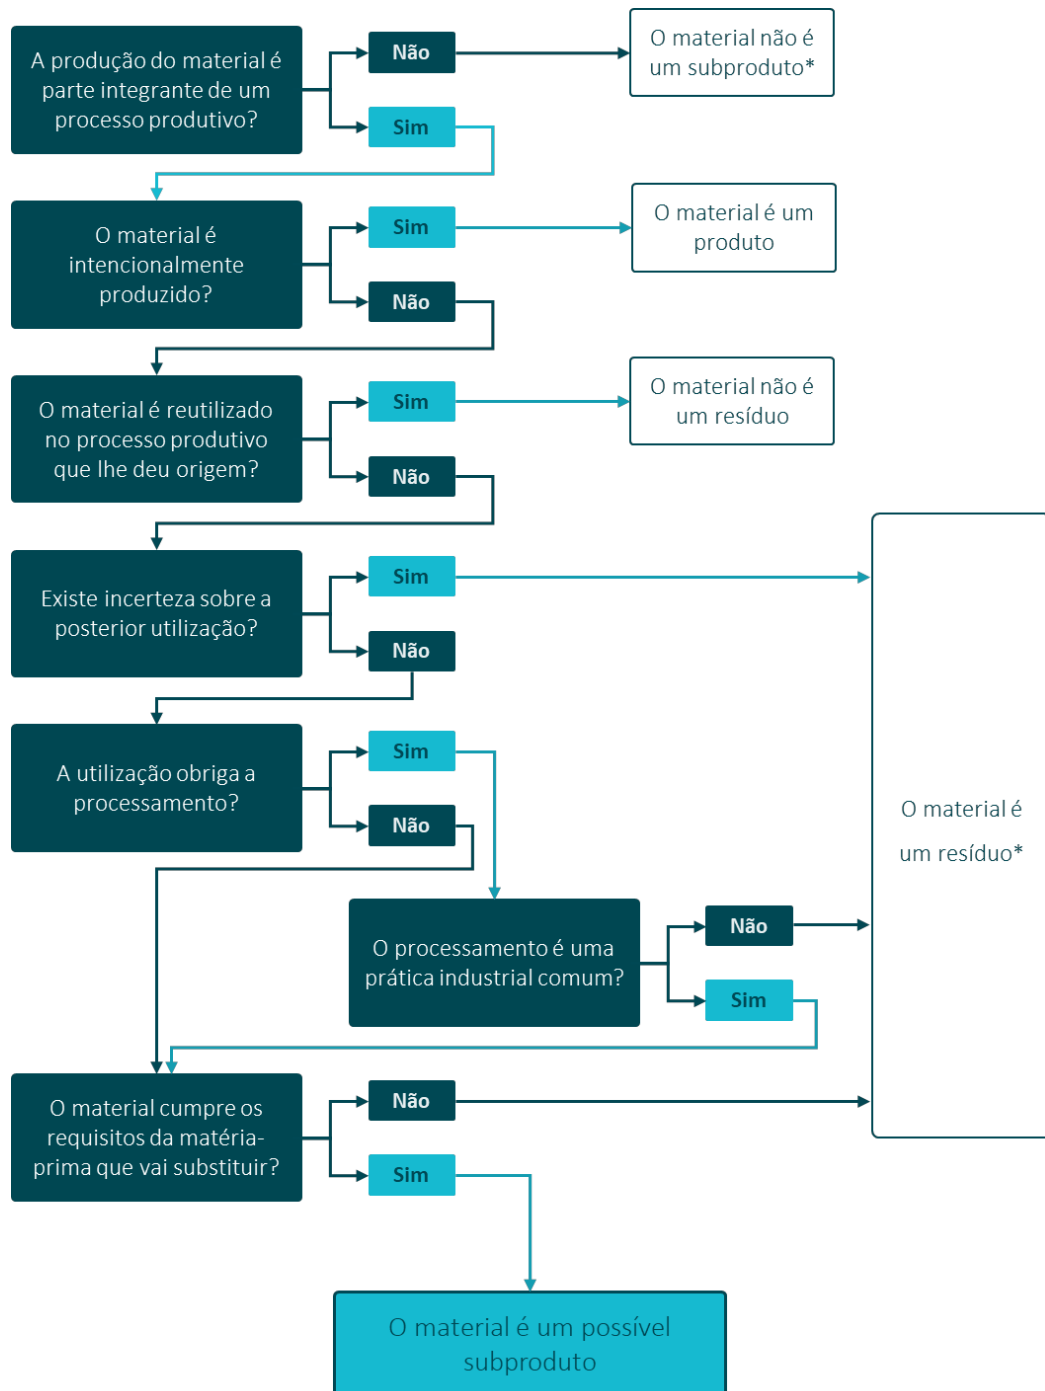 A produção do material é
parte integrante de um
processo produtivo?
Não
O material não é
um subproduto*
Sim
O material é
intencionalmente
produzido?
Sim
O material é um
produto
Não
O material é reutilizado
no processo produtivo
que lhe deu origem?
Sim
O material não é
um resíduo
Não
Existe incerteza sobre a
posterior utilização?
Sim
Não
A utilização obriga a
processamento?
Sim
Não
O material é
um resíduo*
O processamento é uma
prática industrial comum?
Não
Sim
O material cumpre os
requisitos da matéria-
prima que vai substituir?
Não
Sim
O material é um possível
subproduto